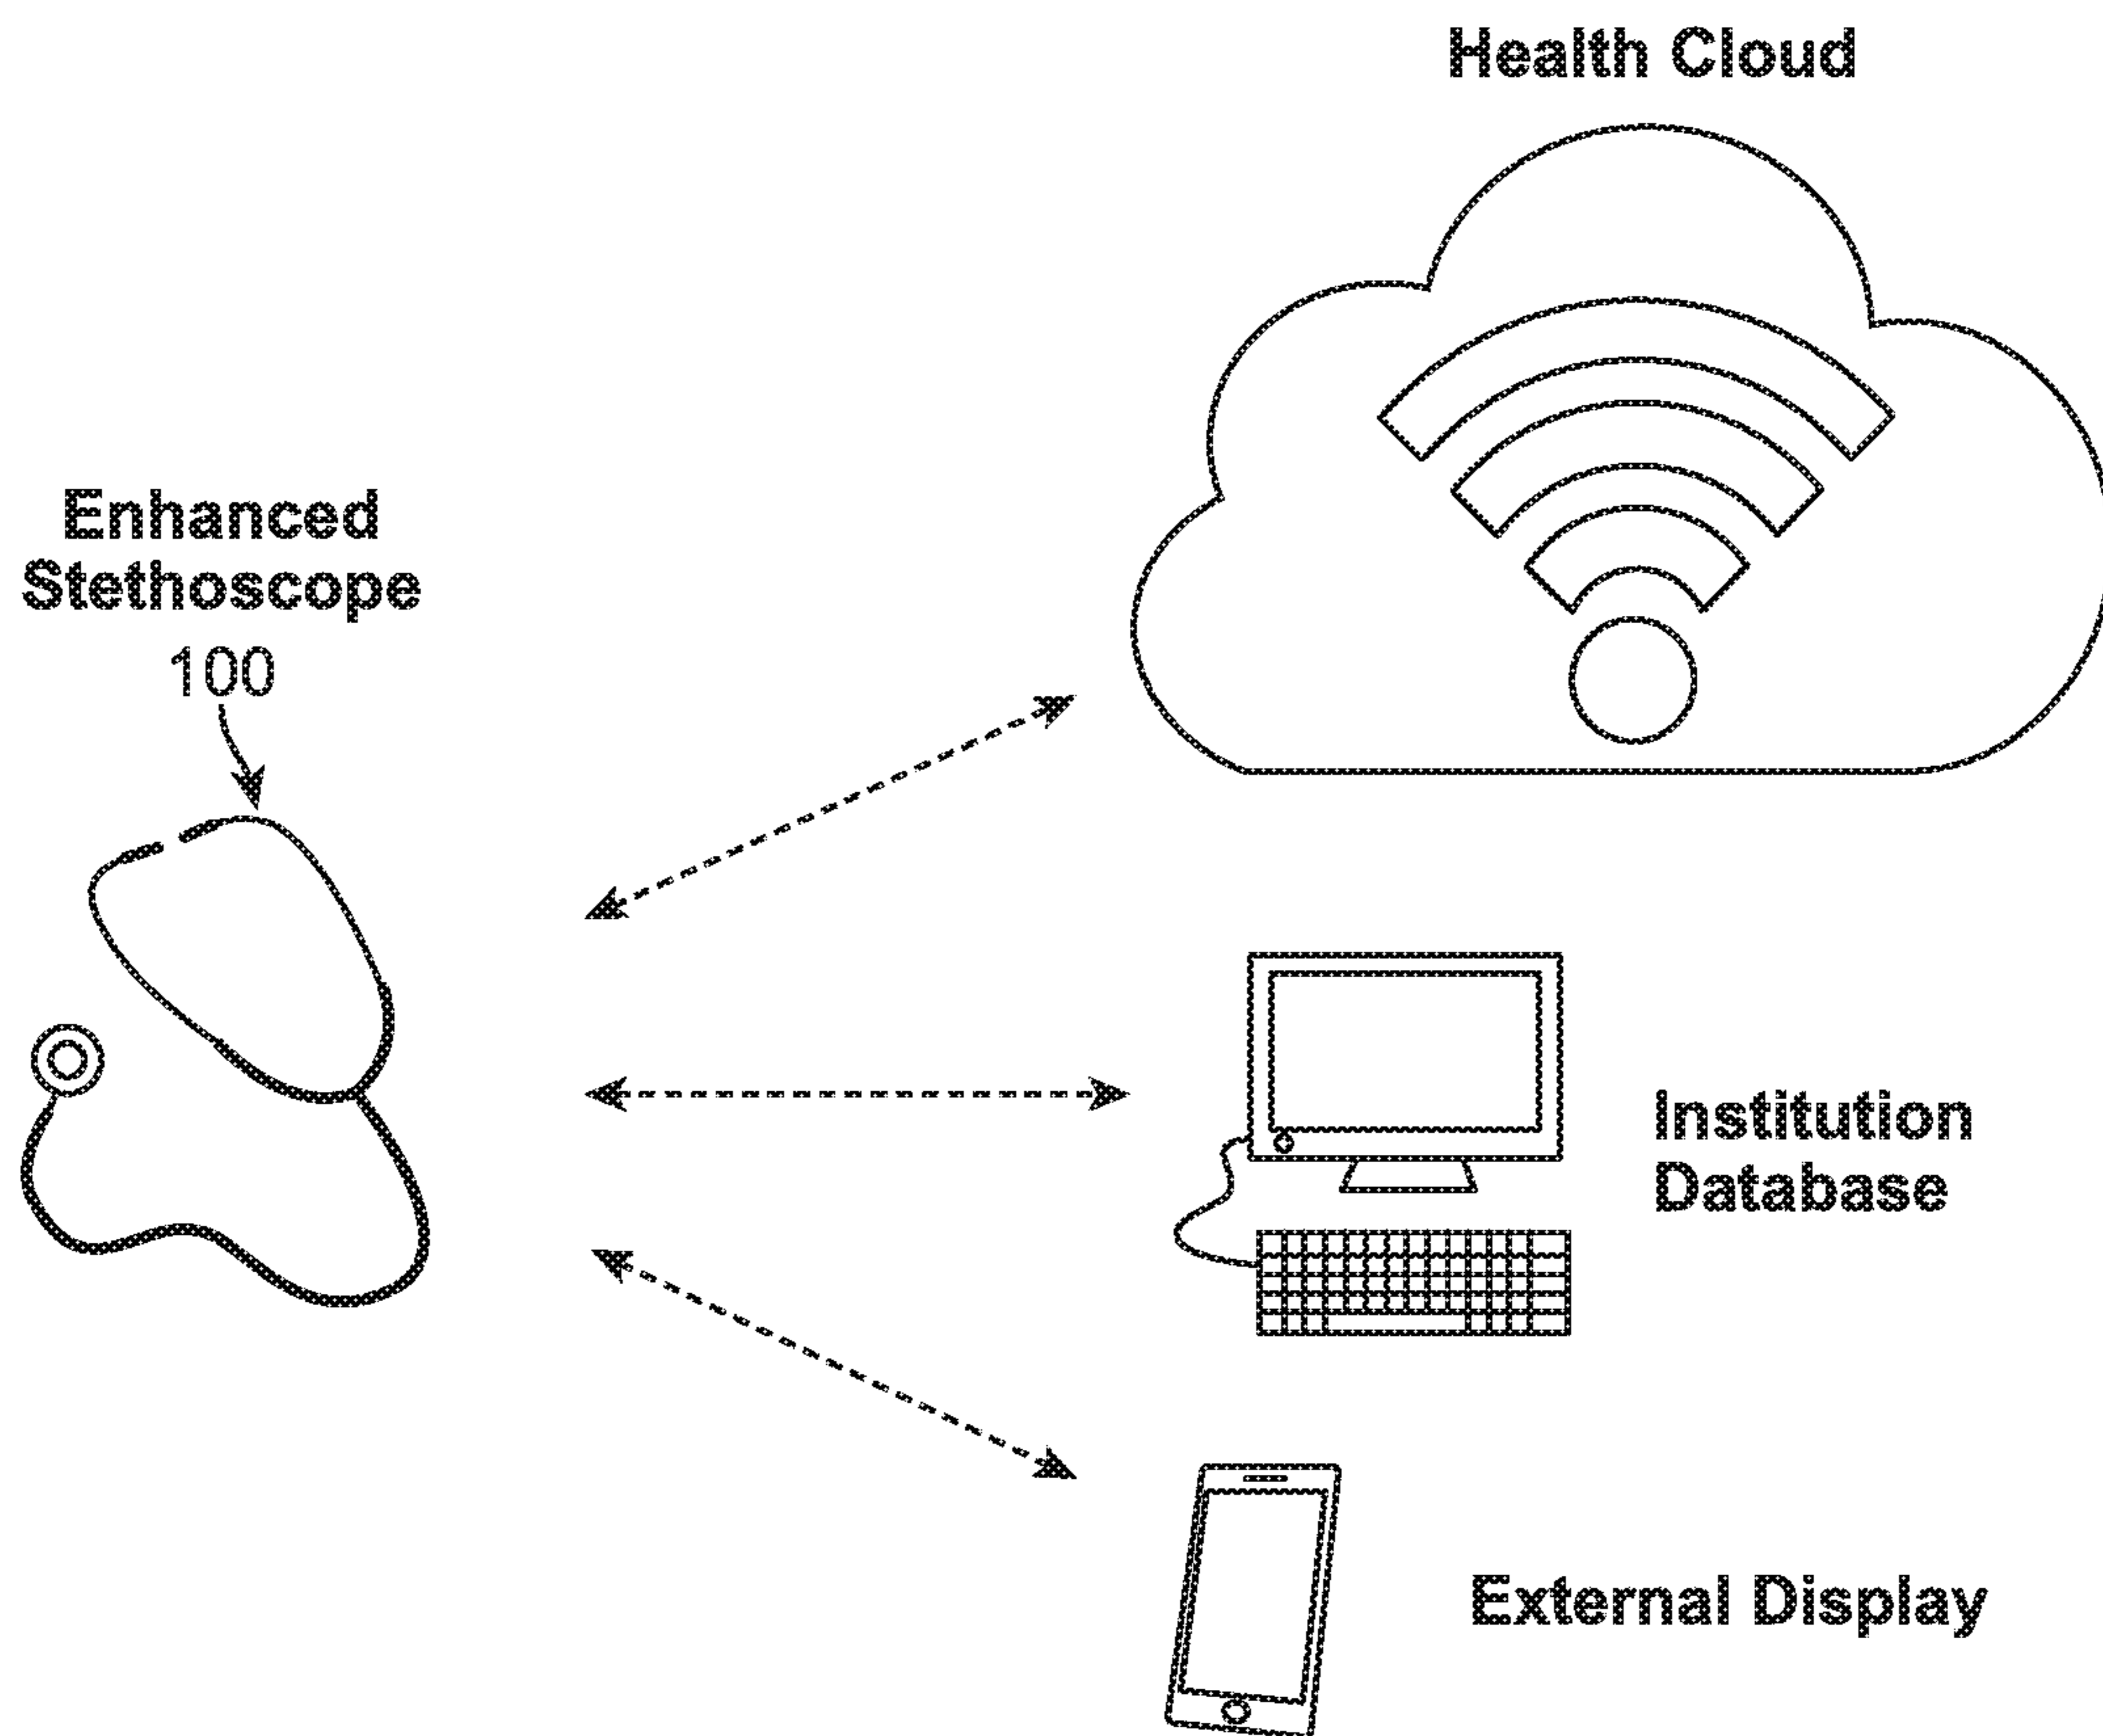 Health Cloud
Enhanced
Stethoscope
100
Institution
Database
External Display